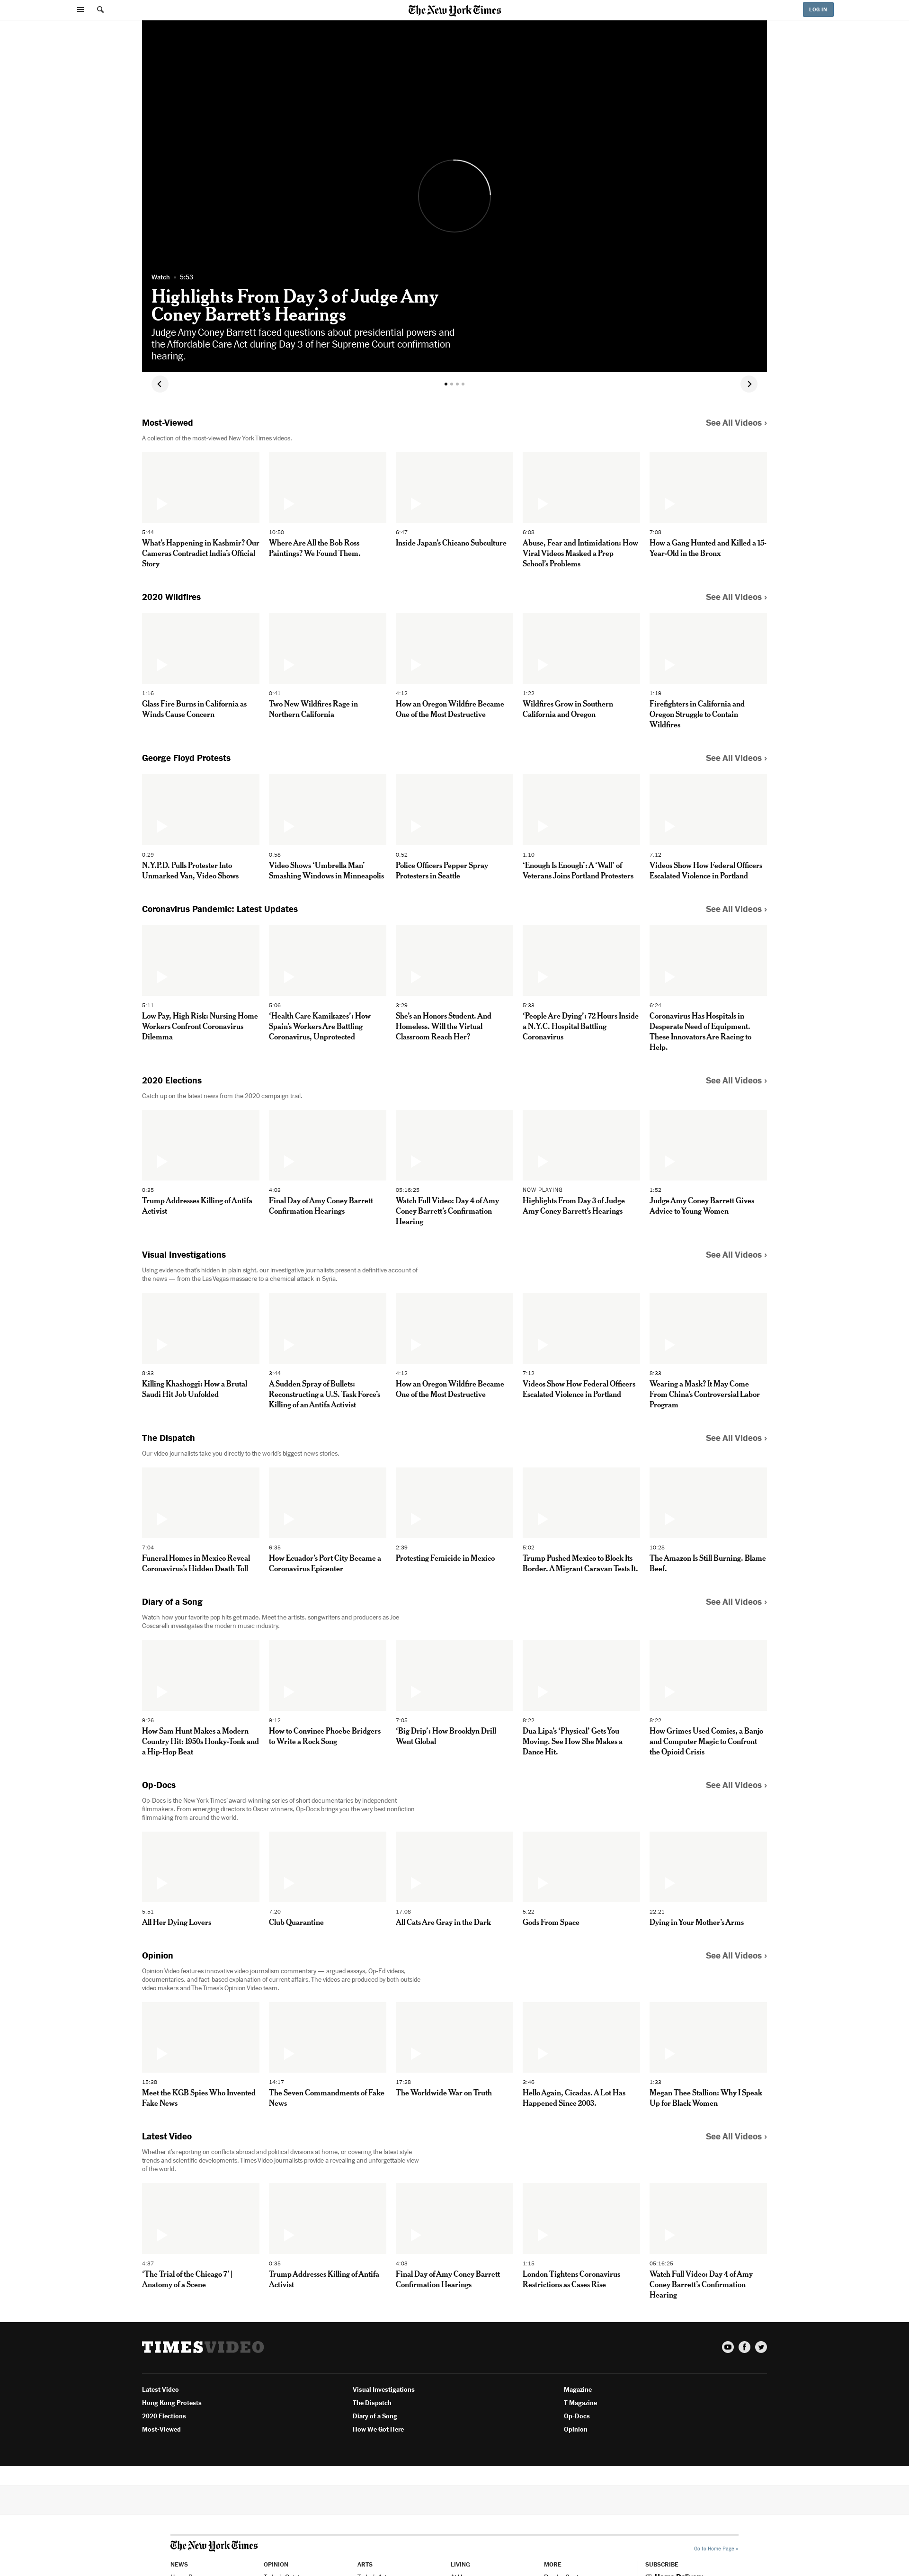 The New York Times
LOG IN
Watch • 5:53
Highlights From Day 3 of Judge Amy
Coney Barrett's Hearings
Judge Amy Coney Barrett faced questions about presidential powers and
the Affordable Care Act during Day 3 of her Supreme Court confirmation
hearing.
Most-Viewed
See All Videos ›
A collection of the most-viewed New York Times videos.
5:44
What's Happening in Kashmir? Our
Cameras Contradict India's Official
Story
10:50
Where Are All the Bob Ross
Paintings? We Found Them.
6:47
Inside Japan's Chicano Subculture
6:08
Abuse, Fear and Intimidation: How
Viral Videos Masked a Prep
School's Problems
7:08
How a Gang Hunted and Killed a 15-
Year-Old in the Bronx
2020 Wildfires
See All Videos ›
1:16
Glass Fire Burns in California as
Winds Cause Concern
0:41
Two New Wildfires Rage in
Northern California
4:12
How an Oregon Wildfire Became
One of the Most Destructive
1:22
Wildfires Grow in Southern
California and Oregon
1:19
Firefighters in California and
Oregon Struggle to Contain
Wildfires
George Floyd Protests
See All Videos ›
0:29
N.Y.P.D. Pulls Protester Into
Unmarked Van, Video Shows
0:58
Video Shows 'Umbrella Man'
Smashing Windows in Minneapolis
0:52
Police Officers Pepper Spray
Protesters in Seattle
1:10
'Enough Is Enough': A 'Wall' of
Veterans Joins Portland Protesters
7:12
Videos Show How Federal Officers
Escalated Violence in Portland
Coronavirus Pandemic: Latest Updates
See All Videos ›
5:11
Low Pay, High Risk: Nursing Home
Workers Confront Coronavirus
Dilemma
5:06
'Health Care Kamikazes': How
Spain's Workers Are Battling
Coronavirus, Unprotected
3:29
She's an Honors Student. And
Homeless. Will the Virtual
Classroom Reach Her?
5:33
'People Are Dying': 72 Hours Inside
a N.Y.C. Hospital Battling
Coronavirus
6:24
Coronavirus Has Hospitals in
Desperate Need of Equipment.
These Innovators Are Racing to
Help.
2020 Elections
See All Videos ›
Catch up on the latest news from the 2020 campaign trail.
0:35
Trump Addresses Killing of Antifa
Activist
4:03
Final Day of Amy Coney Barrett
Confirmation Hearings
05:16:25
Watch Full Video: Day 4 of Amy
Coney Barrett's Confirmation
Hearing
NOW PLAYING
Highlights From Day 3 of Judge
Amy Coney Barrett's Hearings
1:52
Judge Amy Coney Barrett Gives
Advice to Young Women
Visual Investigations
See All Videos ›
Using evidence that's hidden in plain sight, our investigative journalists present a definitive account of
the news — from the Las Vegas massacre to a chemical attack in Syria.
8:33
Killing Khashoggi: How a Brutal
Saudi Hit Job Unfolded
3:44
A Sudden Spray of Bullets:
Reconstructing a U.S. Task Force's
Killing of an Antifa Activist
4:12
How an Oregon Wildfire Became
One of the Most Destructive
7:12
Videos Show How Federal Officers
Escalated Violence in Portland
8:33
Wearing a Mask? It May Come
From China's Controversial Labor
Program
The Dispatch
See All Videos ›
Our video journalists take you directly to the world's biggest news stories.
7:04
Funeral Homes in Mexico Reveal
Coronavirus's Hidden Death Toll
6:35
How Ecuador's Port City Became a
Coronavirus Epicenter
2:39
Protesting Femicide in Mexico
5:02
Trump Pushed Mexico to Block Its
Border. A Migrant Caravan Tests It.
10:28
The Amazon Is Still Burning. Blame
Beef.
Diary of a Song
See All Videos ›
Watch how your favorite pop hits get made. Meet the artists, songwriters and producers as Joe
Coscarelli investigates the modern music industry.
9:26
How Sam Hunt Makes a Modern
Country Hit: 1950s Honky-Tonk and
a Hip-Hop Beat
9:12
How to Convince Phoebe Bridgers
to Write a Rock Song
7:05
'Big Drip': How Brooklyn Drill
Went Global
8:22
Dua Lipa's 'Physical' Gets You
Moving. See How She Makes a
Dance Hit.
8:22
How Grimes Used Comics, a Banjo
and Computer Magic to Confront
the Opioid Crisis
Op-Docs
See All Videos ›
Op-Docs is the New York Times' award-winning series of short documentaries by independent
filmmakers. From emerging directors to Oscar winners, Op-Docs brings you the very best nonfiction
filmmaking from around the world.
5:51
All Her Dying Lovers
7:20
Club Quarantine
17:08
All Cats Are Gray in the Dark
5:22
Gods From Space
22:21
Dying in Your Mother's Arms
Opinion
See All Videos ›
Opinion Video features innovative video journalism commentary — argued essays, Op-Ed videos,
documentaries, and fact-based explanation of current affairs. The videos are produced by both outside
video makers and The Times's Opinion Video team.
15:38
Meet the KGB Spies Who Invented
Fake News
14:17
The Seven Commandments of Fake
News
17:28
The Worldwide War on Truth
3:46
Hello Again, Cicadas. A Lot Has
Happened Since 2003.
1:33
Megan Thee Stallion: Why I Speak
Up for Black Women
Latest Video
See All Videos ›
Whether it's reporting on conflicts abroad and political divisions at home, or covering the latest style
trends and scientific developments, Times Video journalists provide a revealing and unforgettable view
of the world.
4:37
'The Trial of the Chicago 7' |
Anatomy of a Scene
0:35
Trump Addresses Killing of Antifa
Activist
4:03
Final Day of Amy Coney Barrett
Confirmation Hearings
1:15
London Tightens Coronavirus
Restrictions as Cases Rise
05:16:25
Watch Full Video: Day 4 of Amy
Coney Barrett's Confirmation
Hearing
TIMESVIDEO
Latest Video
Hong Kong Protests
2020 Elections
Most-Viewed
Visual Investigations
The Dispatch
Diary of a Song
How We Got Here
Magazine
T Magazine
Op-Docs
Opinion
The New York Times
Go to Home Page »
NEWS
OPINION
ARTS
LIVING
MORE
SUBSCRIBE